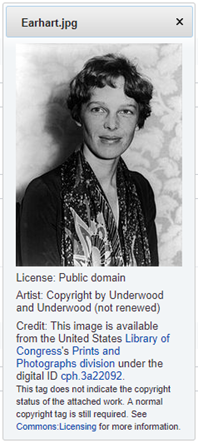 Earhart.jpg ×
License: Public domain
Artist: Copyright by Underwood
and Underwood (not renewed)
Credit: This image is available
from the United States Library of
Congress's Prints and
Photographs division under the
digital ID cph.3a22092.
This tag does not indicate the copyright
status of the attached work. A normal
copyright tag is still required. See
Commons:Licensing for more information.